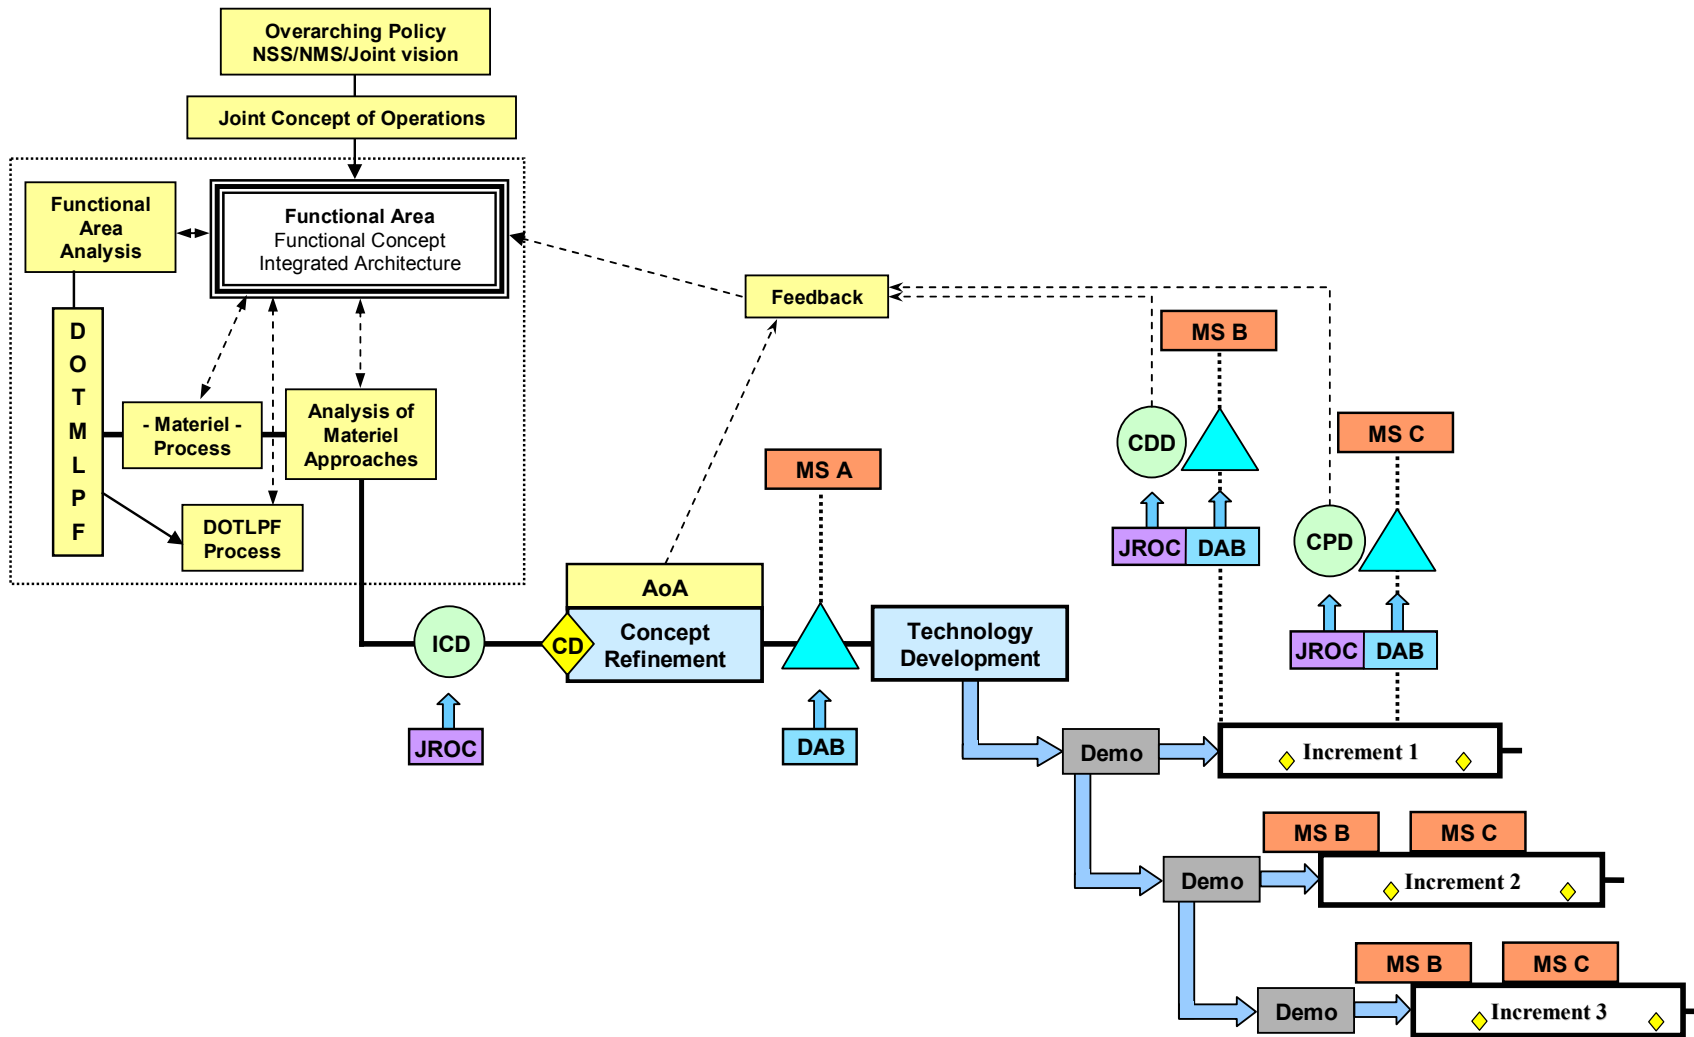 Overarching Policy
NSS/NMS/Joint vision
Joint Concept of Operations
Functional
Area
Analysis
Functional Area
Functional Concept
Integrated Architecture
Feedback
D
O
T
M
L
P
F
- Materiel -
Process
Analysis of
Materiel
Approaches
DOTLPF
Process
MS B
CDD
JROC
DAB
MS C
CPD
JROC
DAB
MS A
AoA
ICD
CD
Concept
Refinement
Technology
Development
JROC
DAB
Demo
Increment 1
MS B
MS C
Demo
Increment 2
MS B
MS C
Demo
Increment 3